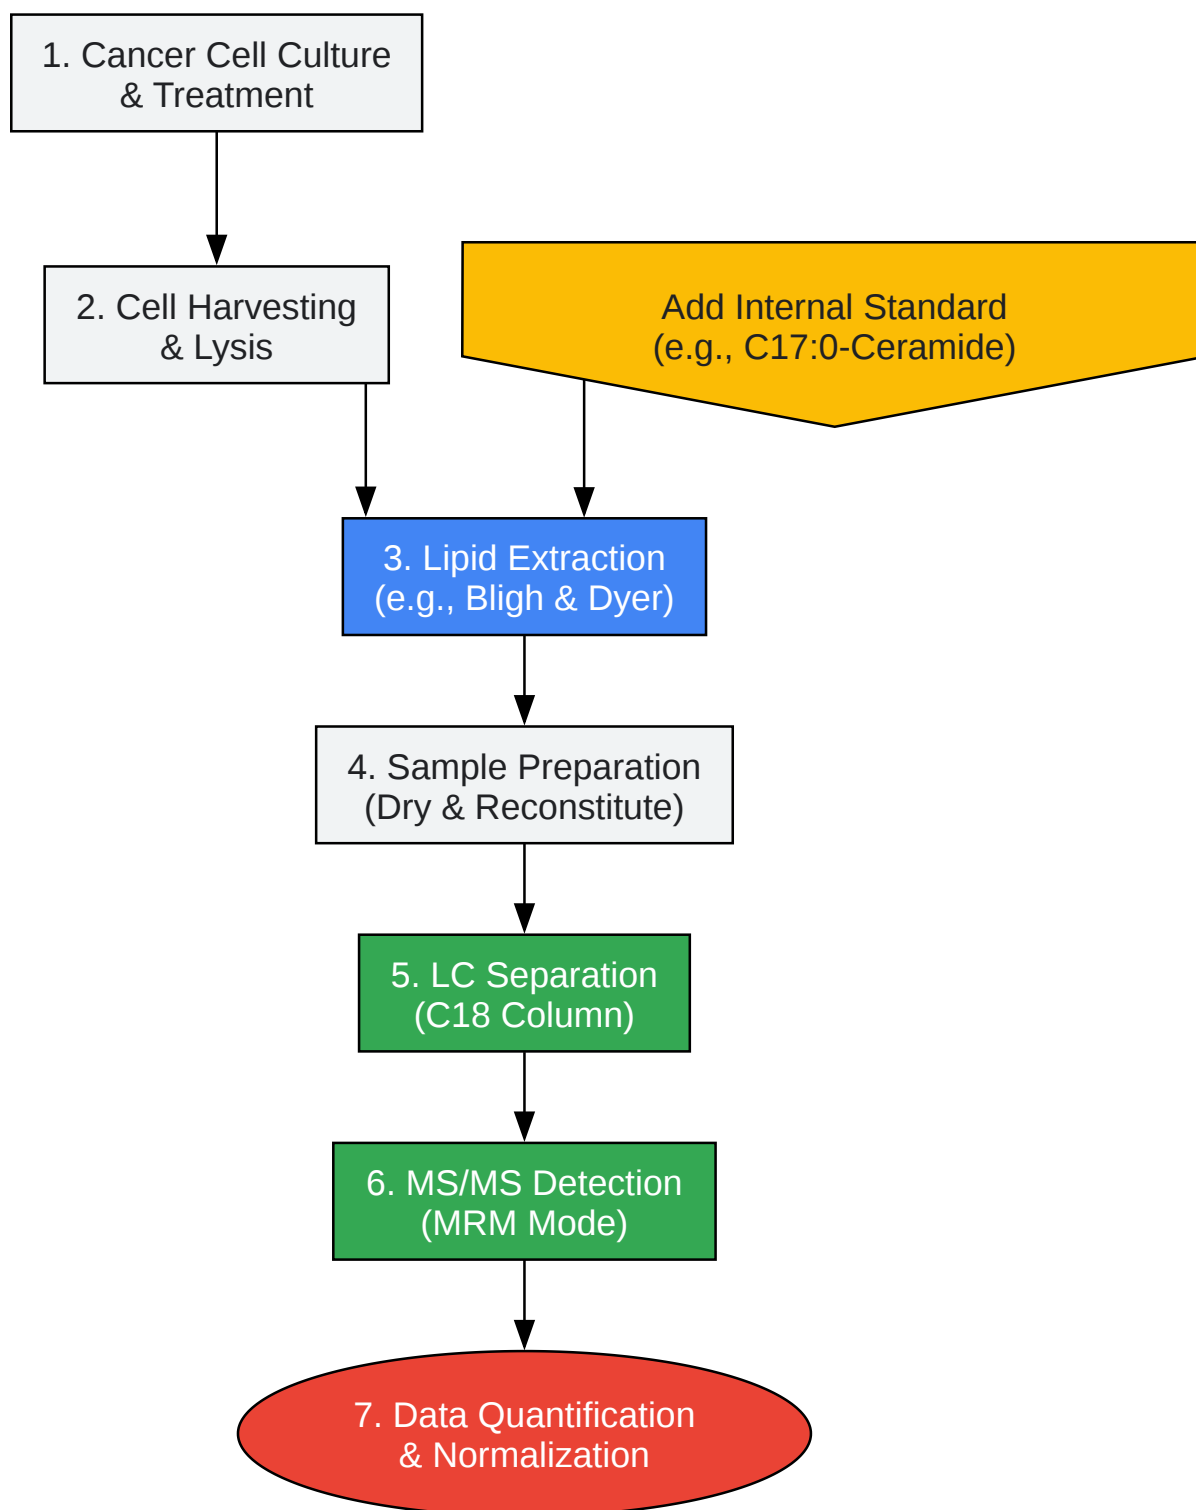 1. Cancer Cell Culture
& Treatment
2. Cell Harvesting
& Lysis
Add Internal Standard
(e.g., C17:0-Ceramide)
3. Lipid Extraction
(e.g., Bligh & Dyer)
4. Sample Preparation
(Dry & Reconstitute)
5. LC Separation
(C18 Column)
6. MS/MS Detection
(MRM Mode)
7. Data Quantification
& Normalization